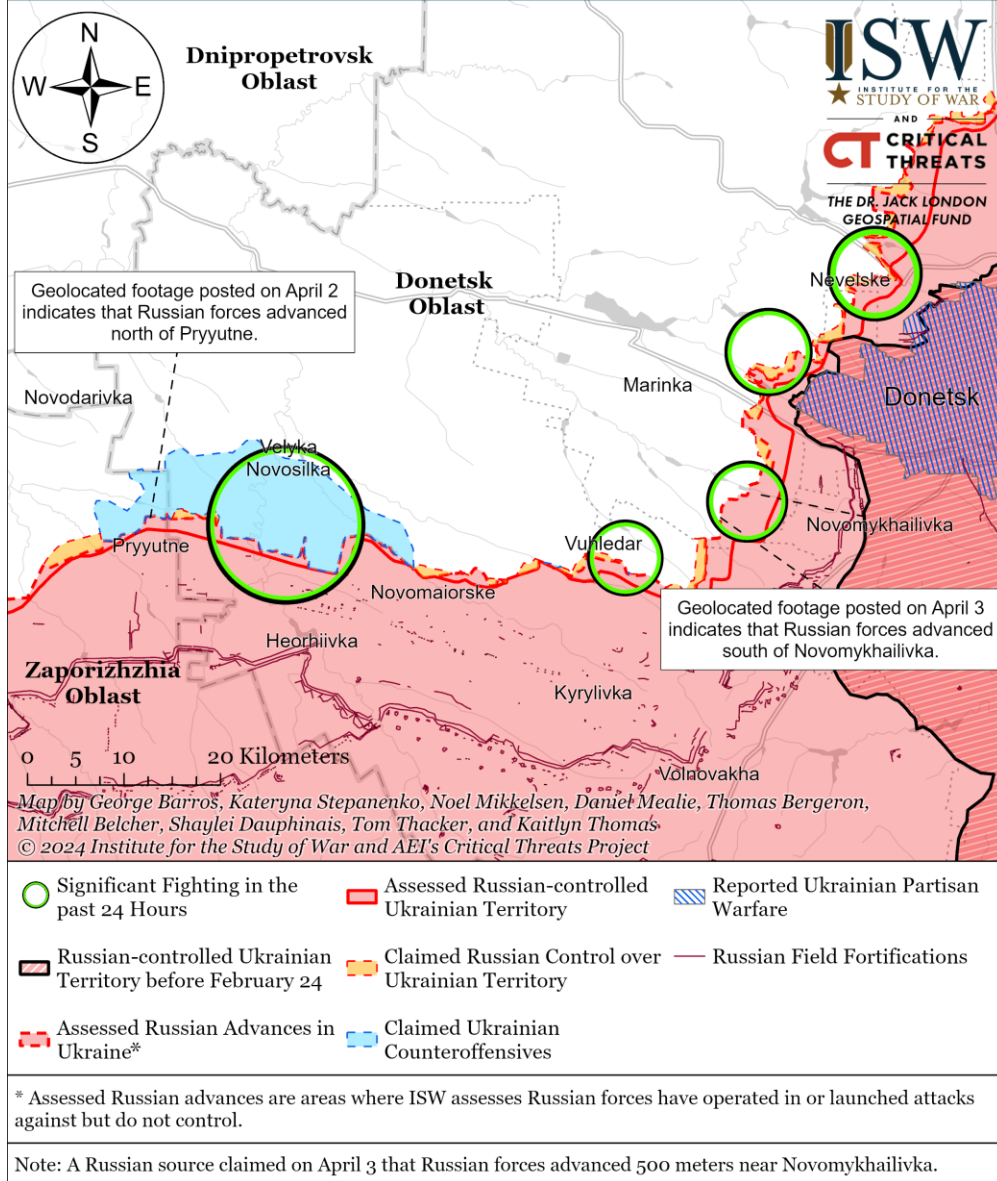 N
W
E
S
Dnipropetrovsk
Oblast
ISW
INSTITUTE FOR THE
STUDY OF WAR
AND
CT CRITICAL
THREATS
THE DR. JACK LONDON
GEOSPATIAL FUND
Donetsk
Oblast
Nevelske
Geolocated footage posted on April 2
indicates that Russian forces advanced
north of Pryyutne.
Marinka
Novodarivka
Donetsk
Velyka
Novosilka
Pryyutne
Vuhledar
Novomykhailivka
Novomaiorske
Geolocated footage posted on April 3
indicates that Russian forces advanced
south of Novomykhailivka.
Heorhiivka
Zaporizhzhia
Oblast
Kyrylivka
Volnovakha
0 5 10 20 Kilometers
Map by George Barros, Kateryna Stepanenko, Noel Mikkelsen, Daniel Mealie, Thomas Bergeron,
Mitchell Belcher, Shaylei Dauphinais, Tom Thacker, and Kaitlyn Thomas
© 2024 Institute for the Study of War and AEI's Critical Threats Project
Significant Fighting in the
past 24 Hours
Assessed Russian-controlled
Ukrainian Territory
Reported Ukrainian Partisan
Warfare
Russian-controlled Ukrainian
Territory before February 24
Claimed Russian Control over
Ukrainian Territory
Russian Field Fortifications
Assessed Russian Advances in
Ukraine*
Claimed Ukrainian
Counteroffensives
* Assessed Russian advances are areas where ISW assesses Russian forces have operated in or launched attacks
against but do not control.
Note: A Russian source claimed on April 3 that Russian forces advanced 500 meters near Novomykhailivka.